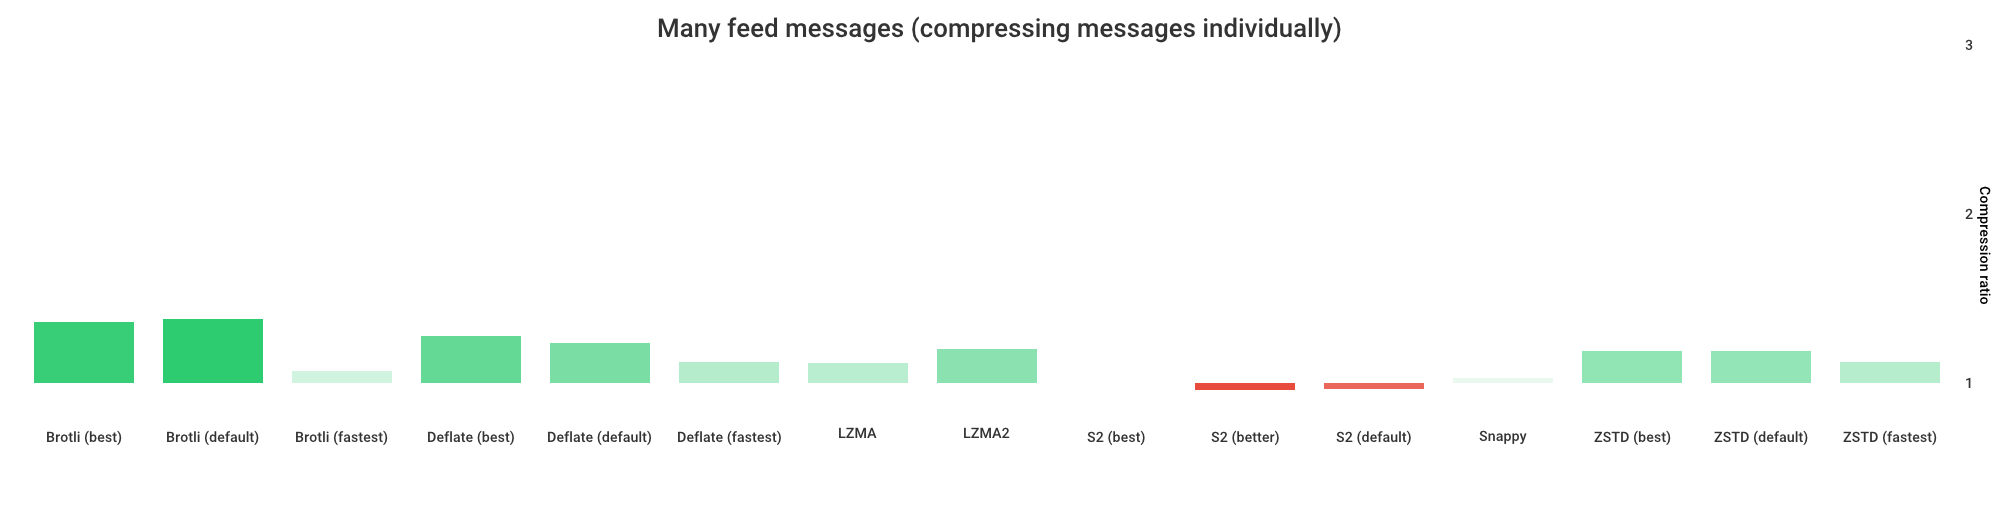 Many feed messages (compressing messages individually)
3
2
1
Compression ratio
Brotli (best)
Brotli (default)
Brotli (fastest)
Deflate (best)
Deflate (default)
Deflate (fastest)
LZMA
LZMA2
S2 (best)
S2 (better)
S2 (default)
Snappy
ZSTD (best)
ZSTD (default)
ZSTD (fastest)